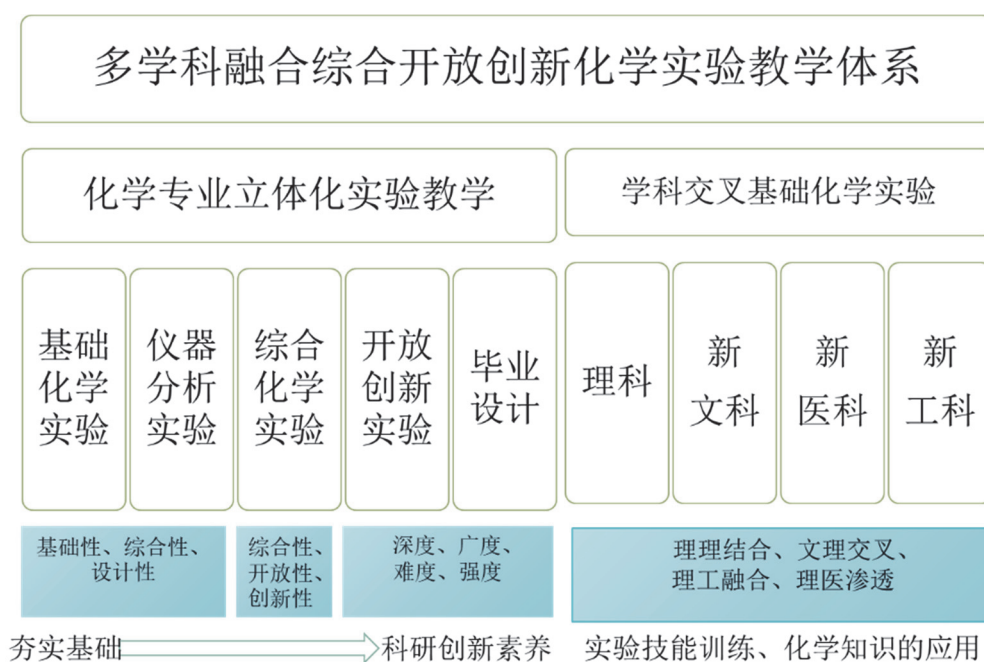 多学科融合综合开放创新化学实验教学体系
化学专业立体化实验教学
学科交叉基础化学实验
基础
化学
实验
仪器
分析
实验
综合
化学
实验
开放
创新
实验
毕业
设计
理科
新
文科
新
医科
新
工科
基础性、综合性、
设计性
综合性、
开放性、
创新性
深度、广度、
难度、强度
理理结合、文理交叉、
理工融合、理医渗透
夯实基础
科研创新素养
实验技能训练、化学知识的应用